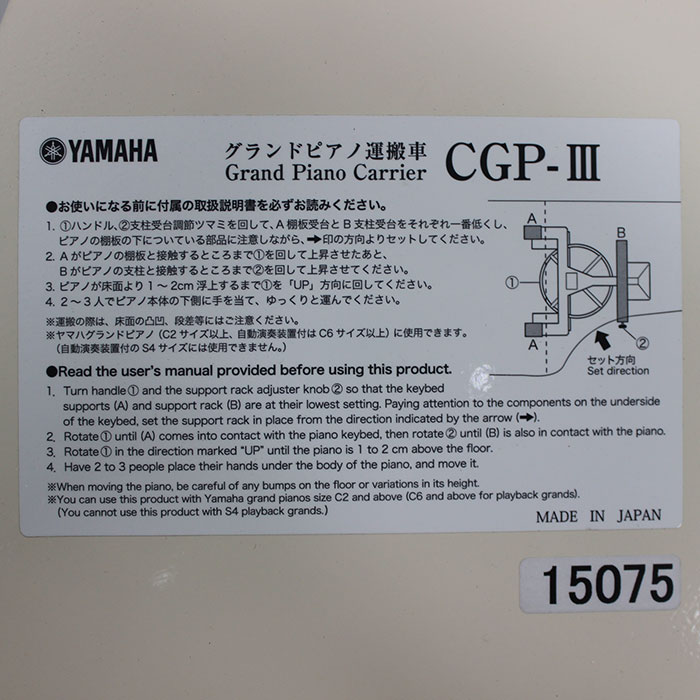 YAMAHA
グランドピアノ運搬車
Grand Piano Carrier
CGP-III
●お使いになる前に付属の取扱説明書を必ずお読みください。
1. ①ハンドル、②支柱受台調節ツマミを回して、A 棚板受台と B 支柱受台をそれぞれ一番低くし、
ピアノの棚板の下についている部品に注意しながら、➡印の方向よりセットしてください。
2. A がピアノの棚板と接触するところまで①を回して上昇させたあと、
B がピアノの支柱と接触するところまで②を回して上昇させてください。
3. ピアノが床面より 1 〜 2cm 浮上するまで①を「UP」方向に回してください。
4. 2 〜 3 人でピアノ本体の下側に手を当て、ゆっくりと運んでください。
※運搬の際は、床面の凸凹、段差等にはご注意ください。
※ヤマハグランドピアノ (C2 サイズ以上、自動演奏装置付は C6 サイズ以上) に使用できます。
(自動演奏装置付の S4 サイズには使用できません。)
A
B
①
A
②
セット方向
Set direction
●Read the user's manual provided before using this product.
1. Turn handle① and the support rack adjuster knob② so that the keybed
supports (A) and support rack (B) are at their lowest setting. Paying attention to the components on the underside
of the keybed, set the support rack in place from the direction indicated by the arrow (➡).
2. Rotate① until (A) comes into contact with the piano keybed, then rotate② until (B) is also in contact with the piano.
3. Rotate① in the direction marked "UP" until the piano is 1 to 2 cm above the floor.
4. Have 2 to 3 people place their hands under the body of the piano, and move it.
※When moving the piano, be careful of any bumps on the floor or variations in its height.
※You can use this product with Yamaha grand pianos size C2 and above (C6 and above for playback grands).
(You cannot use this product with S4 playback grands.)
MADE IN JAPAN
15075